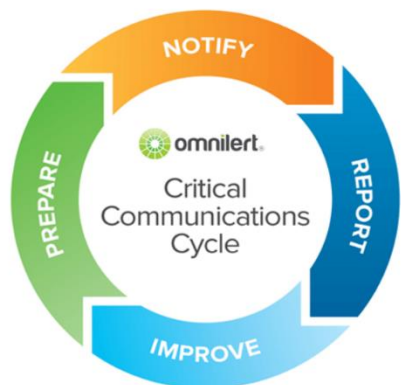 NOTIFY
omnilert
Critical
Communications
Cycle
PREPARE
REPORT
IMPROVE